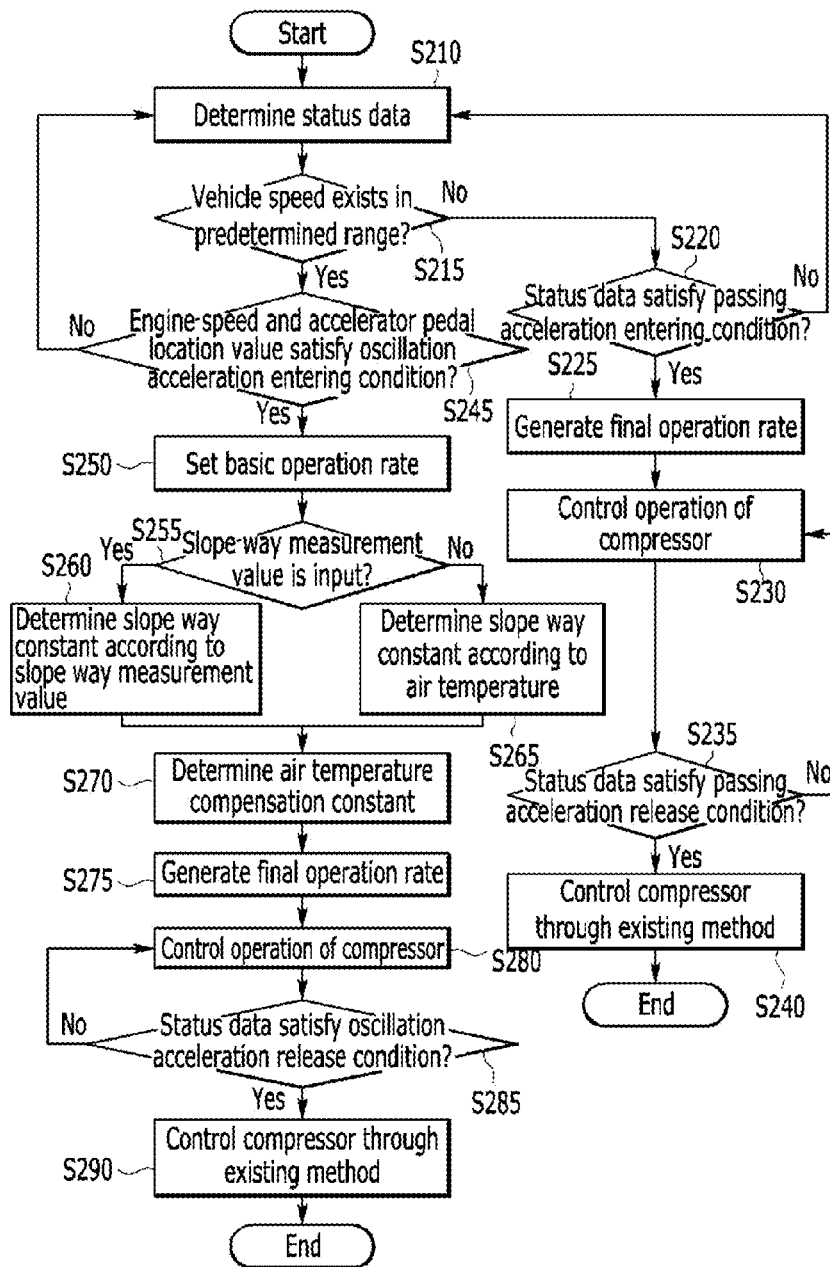 Start
S210
Determine status data
Vehicle speed exists in
predetermined range?
No
S215
Yes
S220
Status data satisfy passing
acceleration entering condition?
No
Yes
No
Engine speed and accelerator pedal
location value satisfy oscillation
acceleration entering condition?
S245
Yes
S225
Generate final operation rate
S250
Set basic operation rate
Control operation of
compressor
S230
S255
Slope way measurement
value is input?
Yes
No
S260
Determine slope way
constant according to
slope way measurement
value
Determine slope way
constant according to
air temperature
S265
S235
Status data satisfy passing
acceleration release condition?
No
Yes
S270
Determine air temperature
compensation constant
S275
Generate final operation rate
Control compressor
through existing method
S240
End
Control operation of compressor
S280
No
Status data satisfy oscillation
acceleration release condition?
S285
Yes
S290
Control compressor through
existing method
End